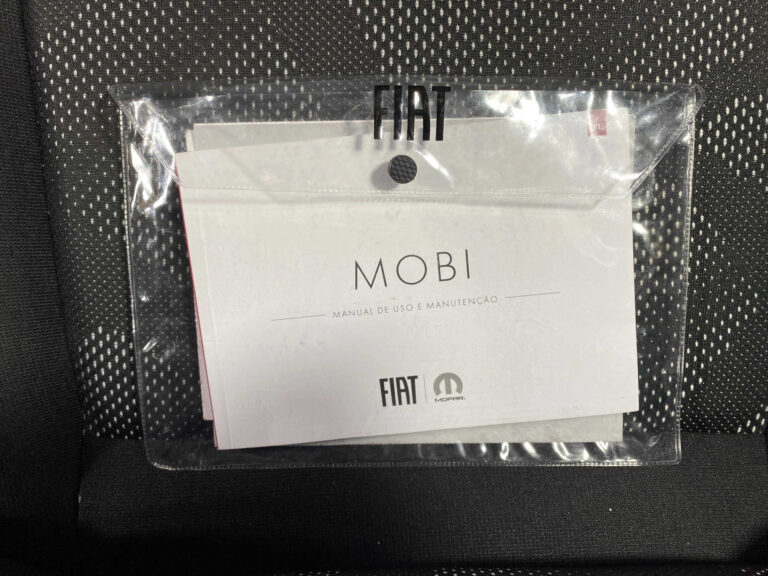 FIAT
MOBI
MANUAL DE USO E MANUTENÇÃO
FIAT
MOPAR.